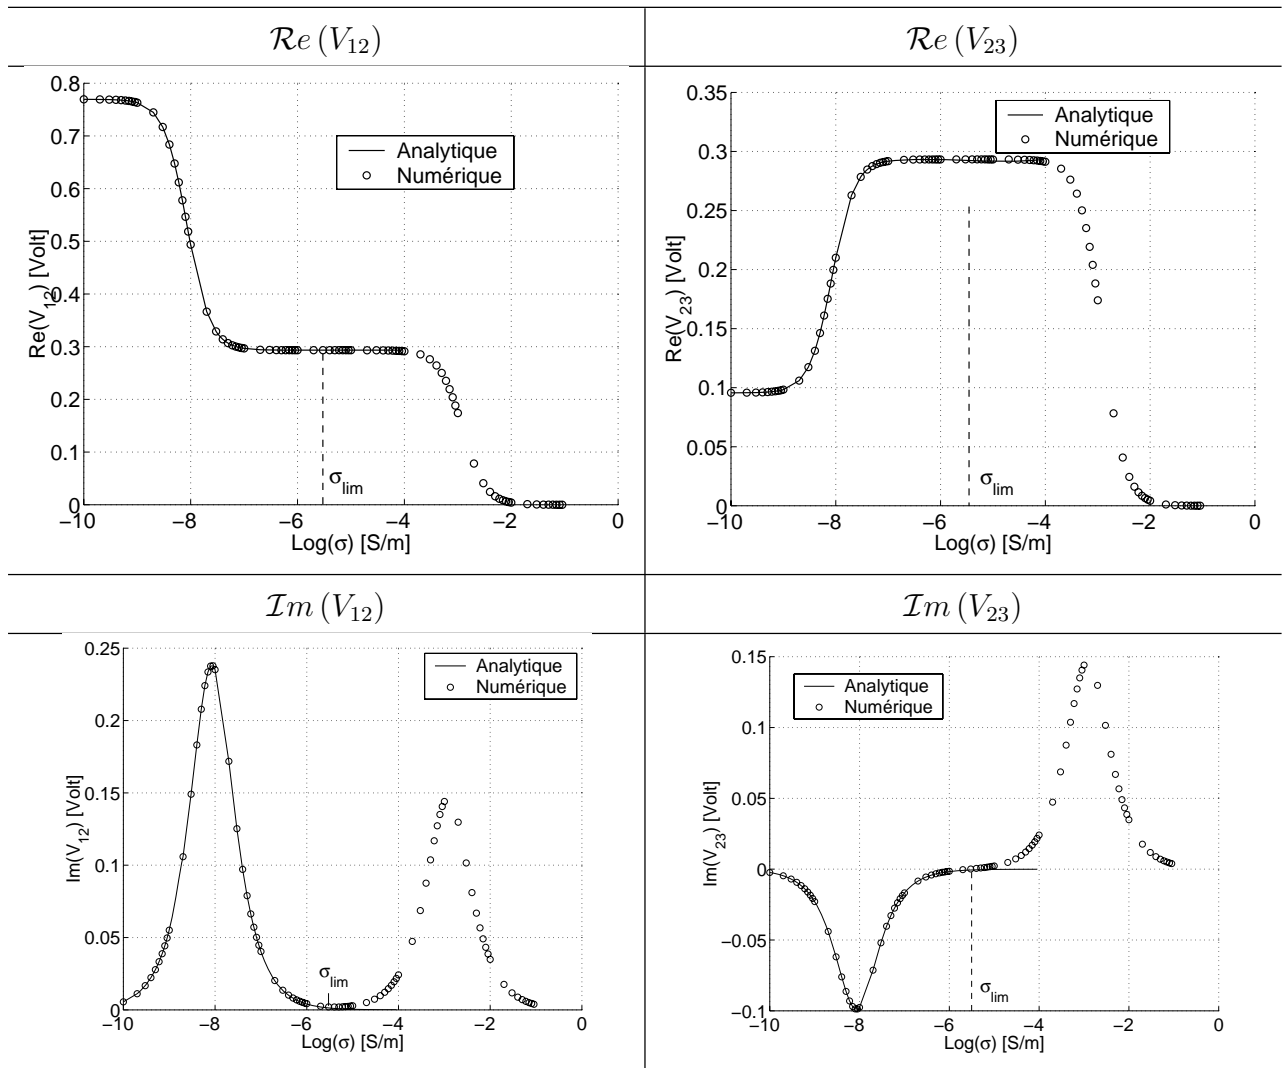 Re (V12)
Re (V23)
0.8
0.7
0.6
0.5
0.4
0.3
0.2
0.1
0
Re(V12) [Volt]
Analytique
Numérique
σlim
−10 −8 −6 −4 −2 0
Log(σ) [S/m]
0.35
0.3
0.25
0.2
0.15
0.1
0.05
0
Re(V23) [Volt]
Analytique
Numérique
σlim
−10 −8 −6 −4 −2 0
Log(σ) [S/m]
Im (V12)
Im (V23)
0.25
0.2
0.15
0.1
0.05
0
Im(V12) [Volt]
Analytique
Numérique
σlim
−10 −8 −6 −4 −2 0
Log(σ) [S/m]
0.15
0.1
0.05
0
−0.05
−0.1
Im(V23) [Volt]
Analytique
Numérique
σlim
−10 −8 −6 −4 −2 0
Log(σ) [S/m]